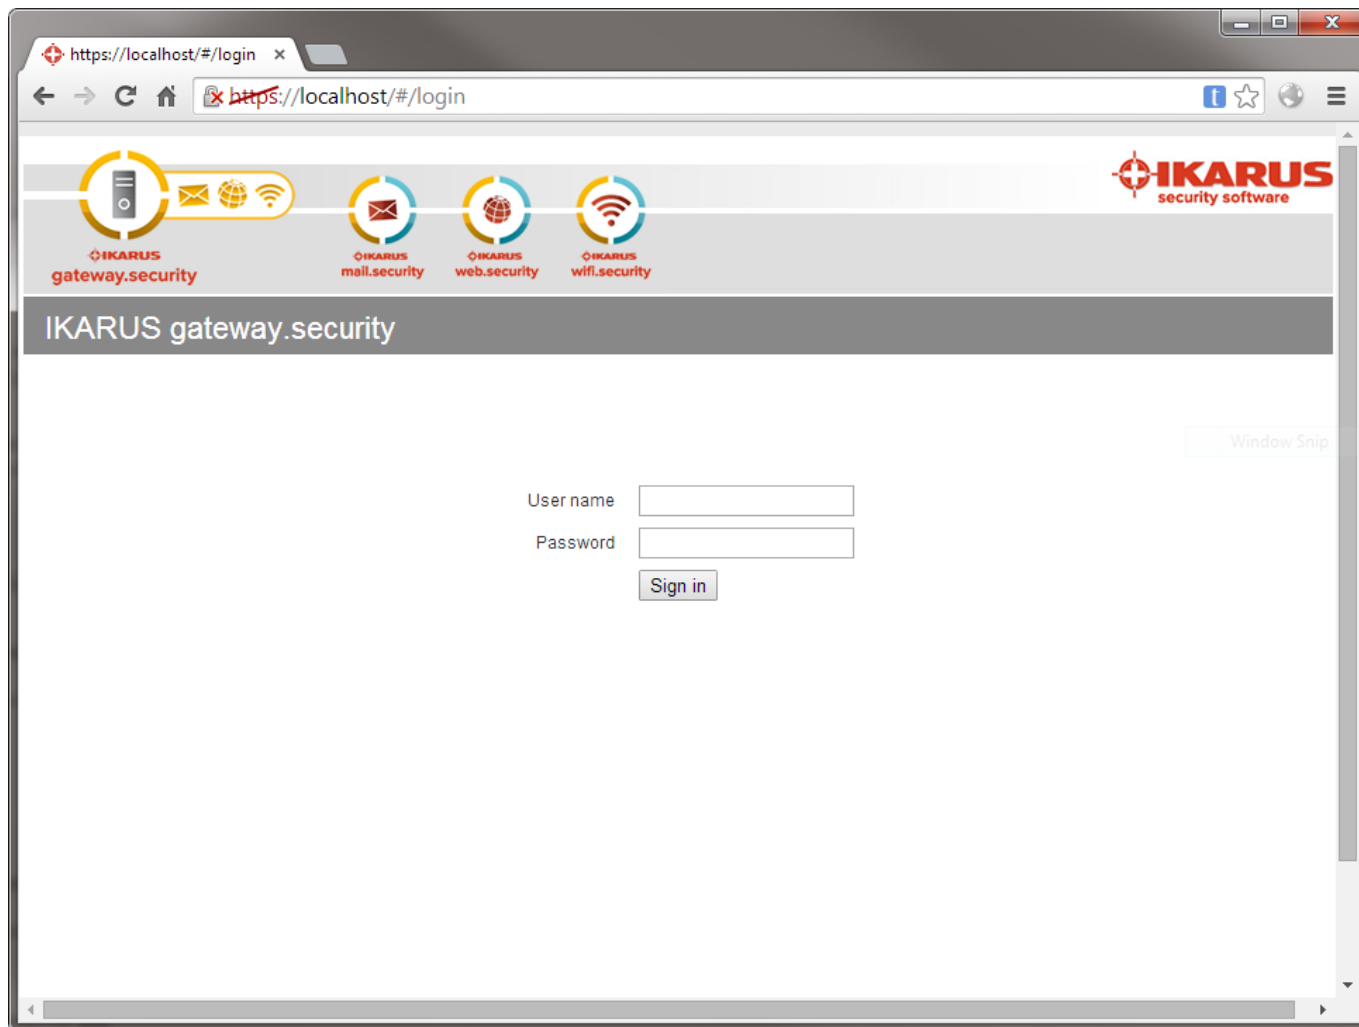 https://localhost/#/login
https://localhost/#/login
IKARUS
security software
IKARUS
gateway.security
IKARUS
mail.security
IKARUS
web.security
IKARUS
wifi.security
IKARUS gateway.security
Window Snip
User name
Password
Sign in